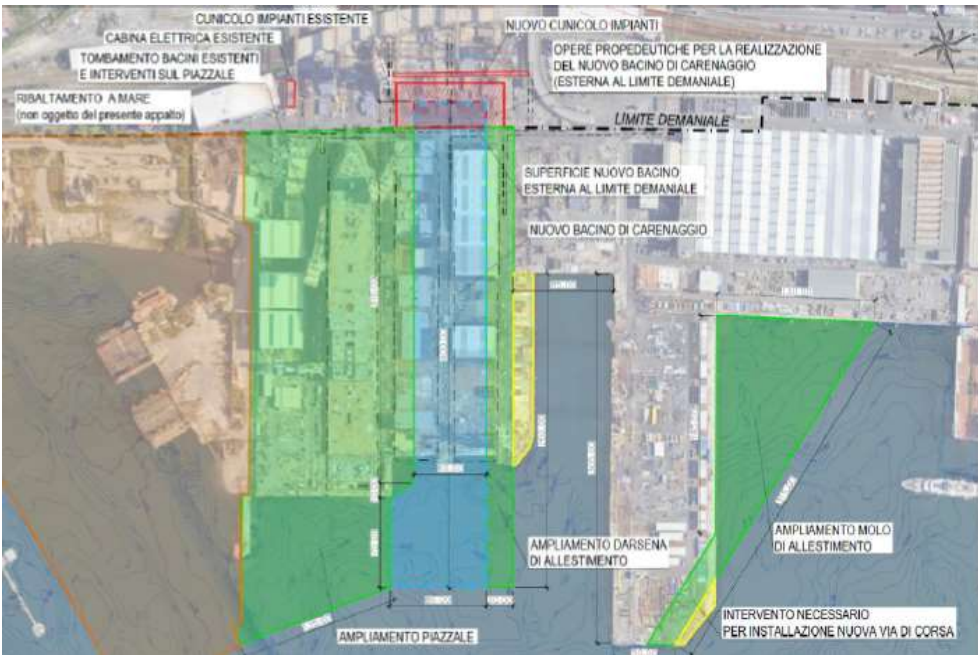 CUNICOLO IMPIANTI ESISTENTE
CABINA ELETTRICA ESISTENTE
TOMBAMENTO BACINI ESISTENTI
E INTERVENTI SUL PIAZZALE
RIBALTAMENTO A MARE
(non oggetto del presente appalto)
NUOVO CUNICOLO IMPIANTI
OPERE PROPEDEUTICHE PER LA REALIZZAZIONE
DEL NUOVO BACINO DI CARENAGGIO
(ESTERNA AL LIMITE DEMANIALE)
LIMITE DEMANIALE
SUPERFICIE NUOVO BACINO
ESTERNA AL LIMITE DEMANIALE
NUOVO BACINO DI CARENAGGIO
AMPLIAMENTO DARSENA
DI ALLESTIMENTO
AMPLIAMENTO MOLO
DI ALLESTIMENTO
AMPLIAMENTO PIAZZALE
INTERVENTO NECESSARIO
PER INSTALLAZIONE NUOVA VIA DI CORSA